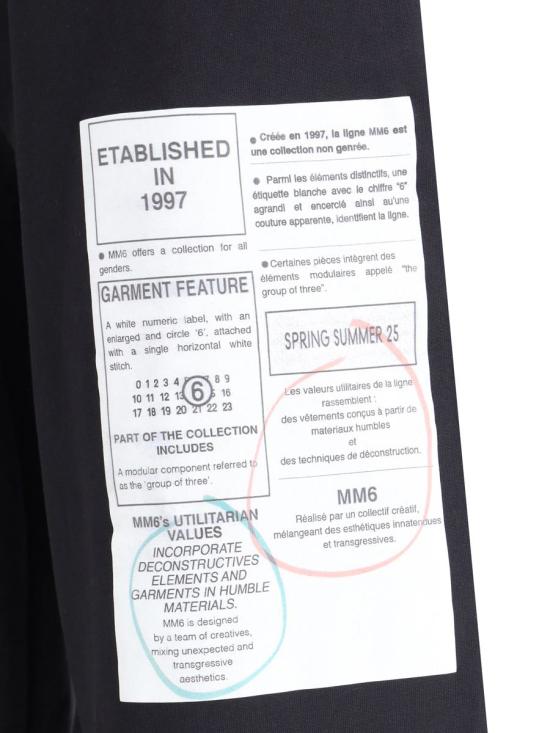 ETABLISHED
IN
1997
● MM6 offers a collection for all
genders.
GARMENT FEATURE
A white numeric label, with an
enlarged and circle '6', attached
with a single horizontal white
stitch.
0 1 2 3 4 6 7 8 9
10 11 12 13 16
17 18 19 20 21 22 23
PART OF THE COLLECTION
INCLUDES
A modular component referred to
as the 'group of three'.
MM6's UTILITARIAN
VALUES
INCORPORATE
DECONSTRUCTIVES
ELEMENTS AND
GARMENTS IN HUMBLE
MATERIALS.
MM6 is designed
by a team of creatives,
mixing unexpected and
transgressive
aesthetics.
● Créée en 1997, la ligne MM6 est
une collection non genrée.
● Parmi les éléments distinctifs, une
étiquette blanche avec le chiffre "6"
agrandi et encerclé ainsi qu'une
couture apparente, identifient la ligne.
● Certaines pièces intègrent des
éléments modulaires appelé "the
group of three".
SPRING SUMMER 25
Les valeurs utilitaires de la ligne
rassemblent :
des vêtements conçus à partir de
materiaux humbles
et
des techniques de déconstruction.
MM6
Réalisé par un collectif créatif,
mélangeant des esthétiques innatendues
et transgressives.